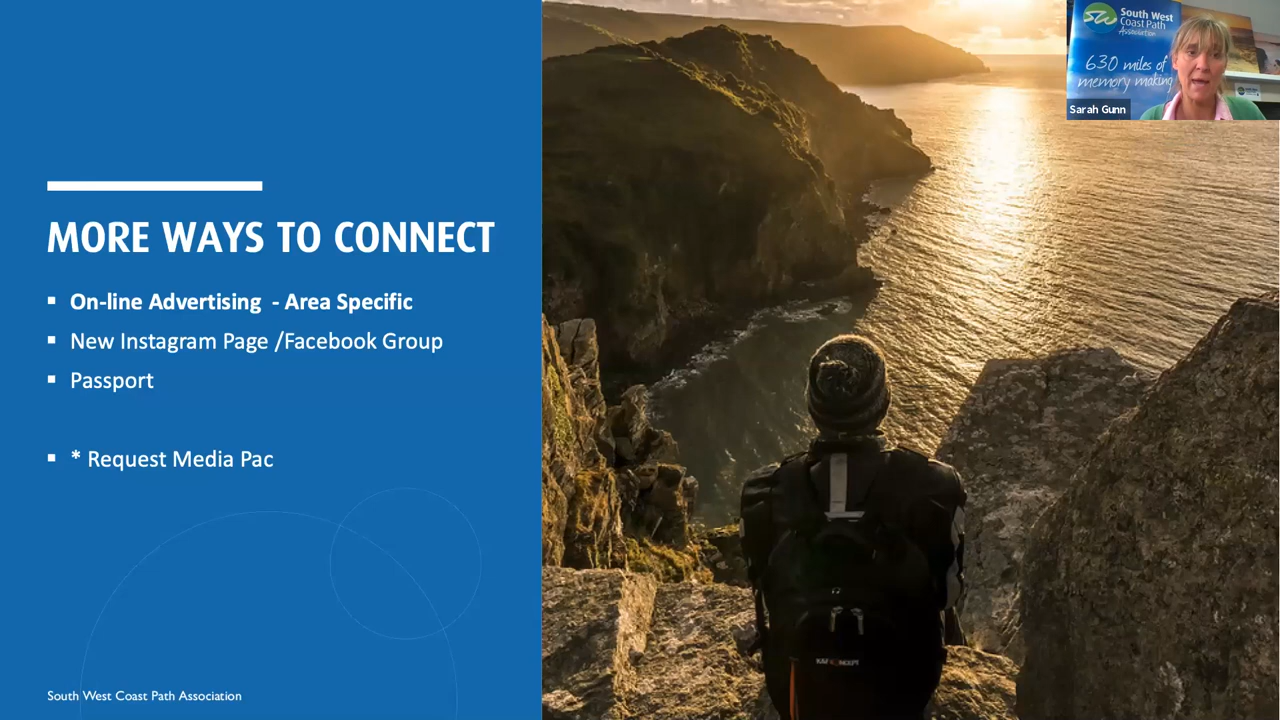 MORE WAYS TO CONNECT
On-line Advertising - Area Specific
New Instagram Page /Facebook Group
Passport
* Request Media Pac
South West Coast Path Association
South West
Coast Path
Association
630 miles of
memory making
Sarah Gunn